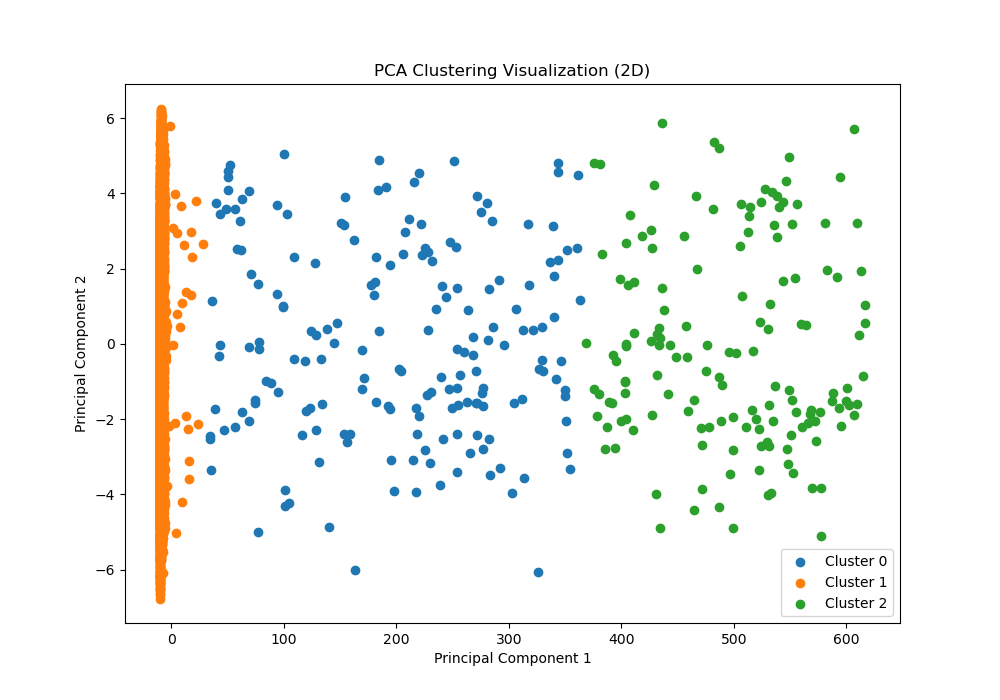 PCA Clustering Visualization (2D)
6
4
2
0
−2
−4
−6
Principal Component 2
0 100 200 300 400 500 600
Principal Component 1
Cluster 0
Cluster 1
Cluster 2